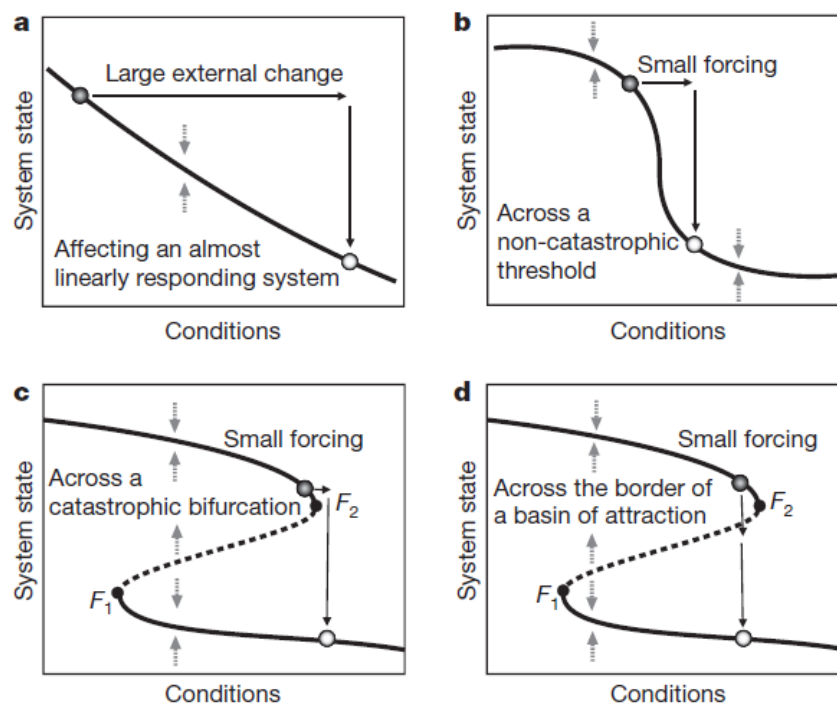 a
Large external change
System state
Affecting an almost
linearly responding system
Conditions
b
Small forcing
System state
Across a
non-catastrophic
threshold
Conditions
c
Small forcing
System state
Across a
catastrophic bifurcation
F2
F1
Conditions
d
Small forcing
System state
Across the border of
a basin of attraction
F2
F1
Conditions